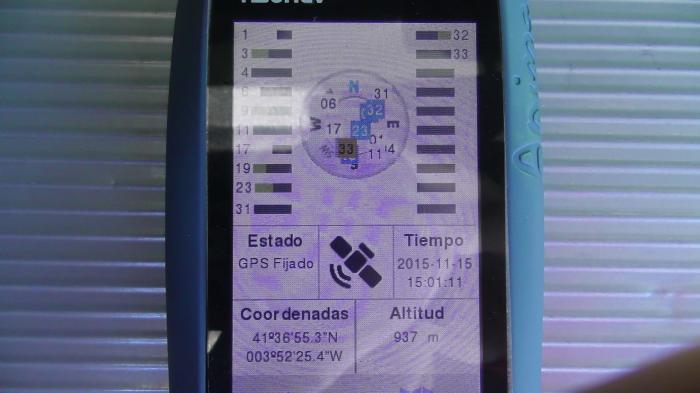 1 32
3 33
4
6
9
11
17
19
23
31
N
31
06
32
W
E
17
23
33
11
Estado
GPS Fijado
Tiempo
2015-11-15
15:01:11
Coordenadas
41º36'55.3"N
003º52'25.4"W
Altitud
937 m